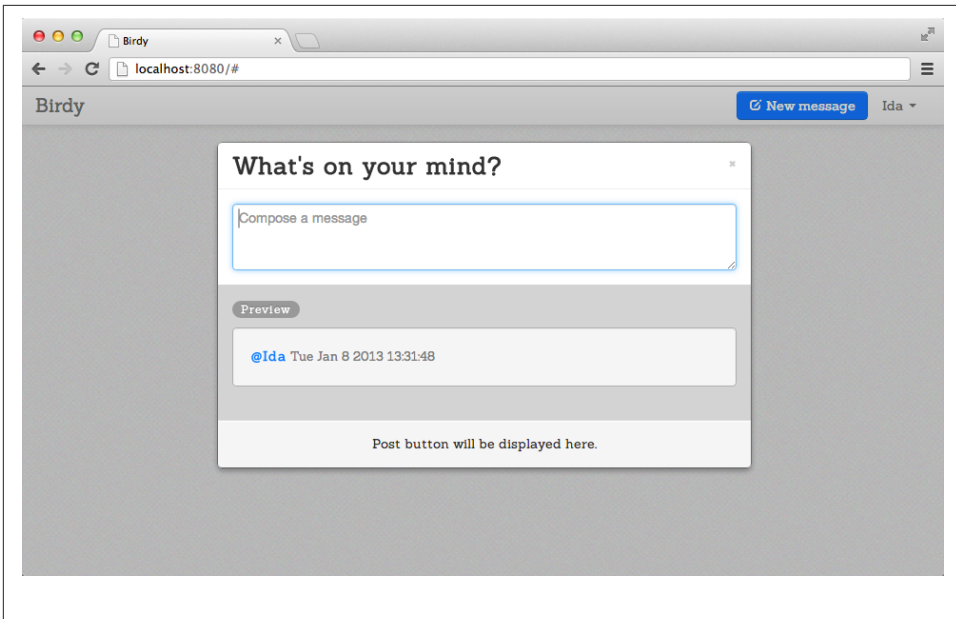 Birdy
localhost:8080/#
Birdy
New message
Ida
What's on your mind?
Compose a message
Preview
@Ida Tue Jan 8 2013 13:31:48
Post button will be displayed here.